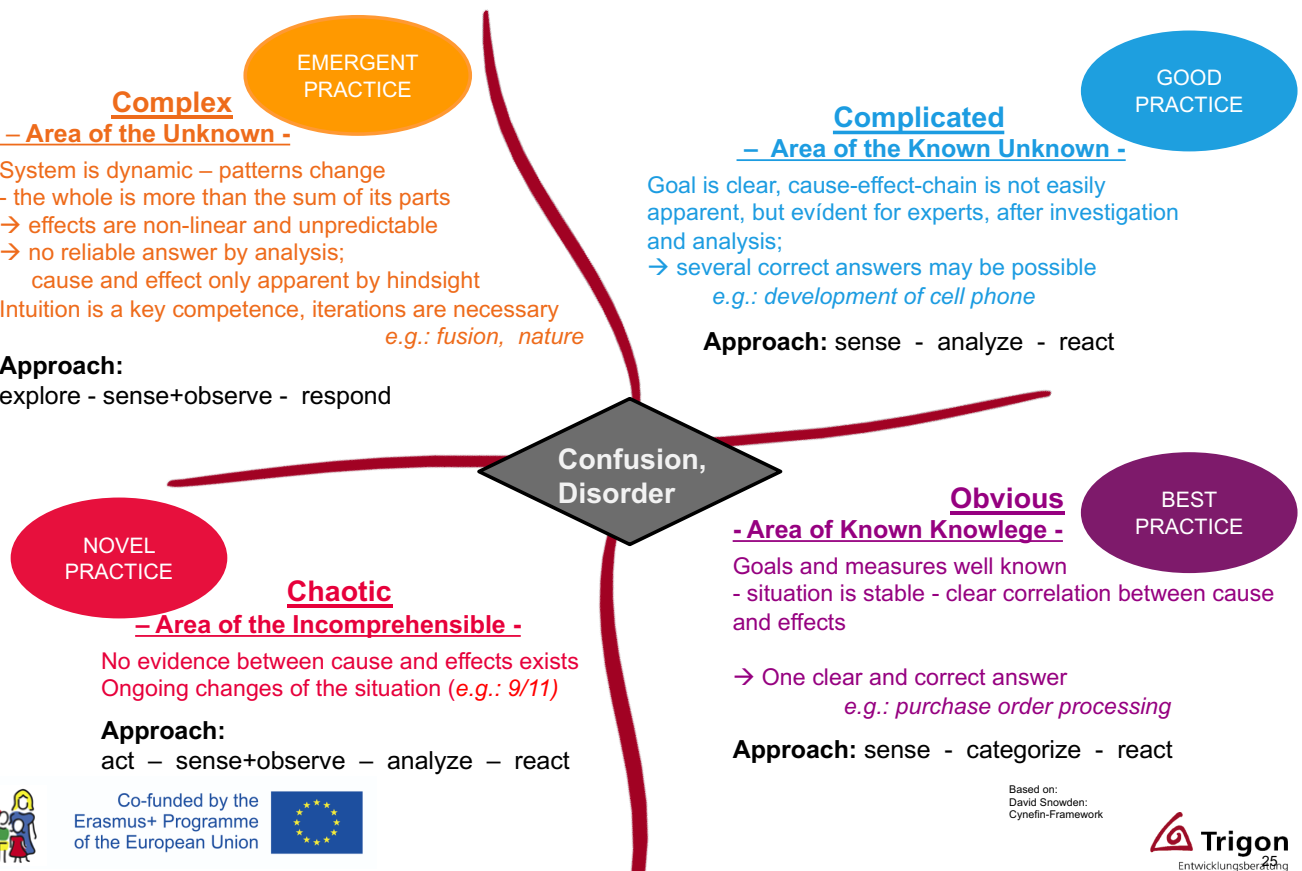 EMERGENT
PRACTICE
Complex
– Area of the Unknown -
System is dynamic – patterns change
- the whole is more than the sum of its parts
→ effects are non-linear and unpredictable
→ no reliable answer by analysis;
cause and effect only apparent by hindsight
Intuition is a key competence, iterations are necessary
e.g.: fusion, nature
Approach:
explore - sense+observe - respond
GOOD
PRACTICE
Complicated
– Area of the Known Unknown -
Goal is clear, cause-effect-chain is not easily
apparent, but evídent for experts, after investigation
and analysis;
→ several correct answers may be possible
e.g.: development of cell phone
Approach: sense - analyze - react
Confusion,
Disorder
NOVEL
PRACTICE
Chaotic
– Area of the Incomprehensible -
No evidence between cause and effects exists
Ongoing changes of the situation (e.g.: 9/11)
Approach:
act – sense+observe – analyze – react
BEST
PRACTICE
Obvious
- Area of Known Knowlege -
Goals and measures well known
- situation is stable - clear correlation between cause
and effects
→ One clear and correct answer
e.g.: purchase order processing
Approach: sense - categorize - react
Co-funded by the
Erasmus+ Programme
of the European Union
Based on:
David Snowden:
Cynefin-Framework
Trigon
Entwicklungsberatung
25